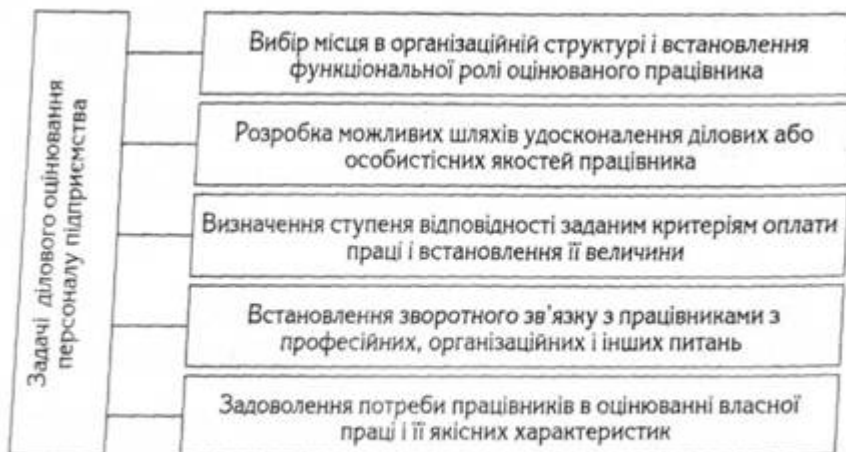 Задачі ділового оцінювання
персоналу підприємства
Вибір місця в організаційній структурі і встановлення
функціональної ролі оцінюваного працівника
Розробка можливих шляхів удосконалення ділових або
особистісних якостей працівника
Визначення ступеня відповідності заданим критеріям оплати
праці і встановлення її величини
Встановлення зворотного зв'язку з працівниками з
професійних, організаційних і інших питань
Задоволення потреби працівників в оцінюванні власної
праці і її якісних характеристик